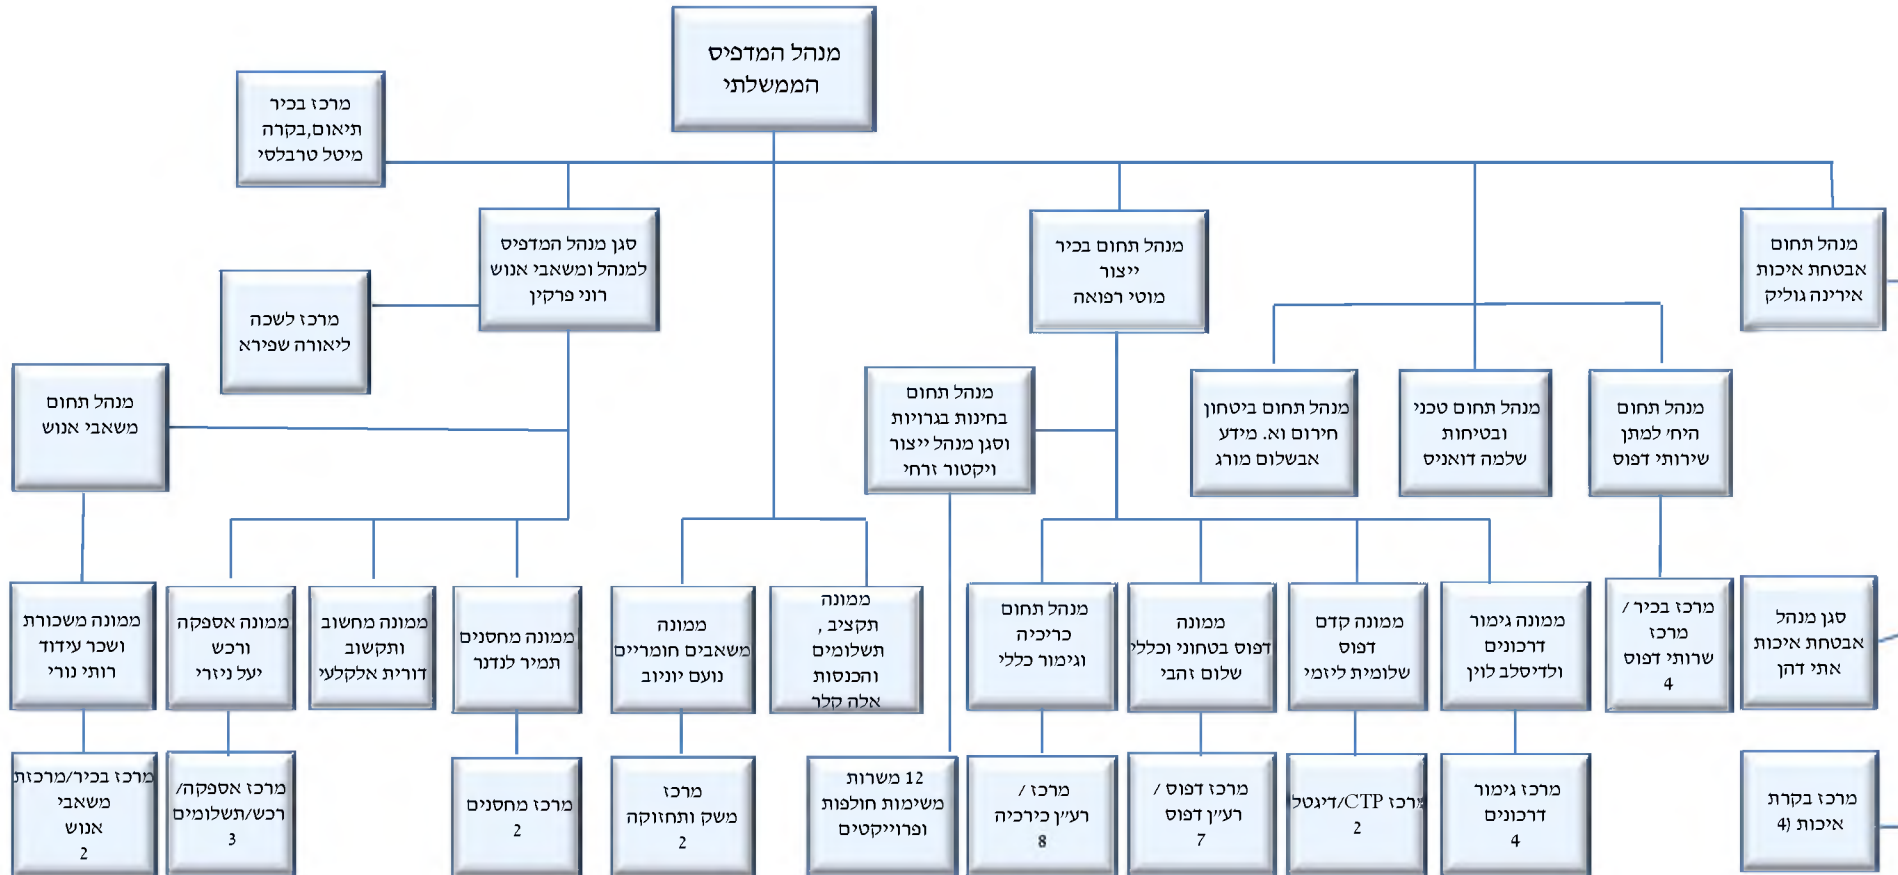 מנהל המדפיס
הממשלתי
מרכז בכיר
תיאום,בקרה
מיטל טרבלסי
סגן מנהל המדפיס
למנהל ומשאבי אנוש
רוני פרקין
מנהל תחום בכיר
ייצור
מוטי רפואה
מנהל תחום
אבטחת איכות
אירינה גוליק
מרכז לשכה
ליאורה שפירא
מנהל תחום
משאבי אנוש
מנהל תחום
בחינות בגרויות
וסגן מנהל ייצור
ויקטור זרחי
מנהל תחום ביטחון
חירום וא. מידע
אבשלום מורג
מנהל תחום טכני
ובטיחות
שלמה דואניס
מנהל תחום
היח׳ למתן
שירותי דפוס
ממונה משכורת
ושכר עידוד
רותי נורי
ממונה אספקה
ורכש
יעל ניזרי
ממונה מחשוב
ותקשוב
דורית אלקלעי
ממונה מחסנים
תמיר לנדנר
ממונה
משאבים חומריים
נועם יוניוב
ממונה
תקציב ,
תשלומים
והכנסות
אלה קלר
מנהל תחום
כריכיה
וגימור כללי
ממונה
דפוס בטחוני וכללי
שלום זהבי
ממונה קדם
דפוס
שלומית ליזמי
ממונה גימור
דרכונים
ולדיסלב לוין
מרכז בכיר /
מרכז
שרותי דפוס
4
סגן מנהל
אבטחת איכות
אתי דהן
מרכז בכיר/מרכזת
משאבי
אנוש
2
מרכז אספקה/
רכש/תשלומים
3
מרכז מחסנים
2
מרכז
משק ותחזוקה
2
12 משרות
משימות חולפות
ופרוייקטים
מרכז /
רע״ן כירכיה
8
מרכז דפוס /
רע״ן דפוס
7
מרכז CTP/דיגטל
2
מרכז גימור
דרכונים
4
מרכז בקרת
איכות (4